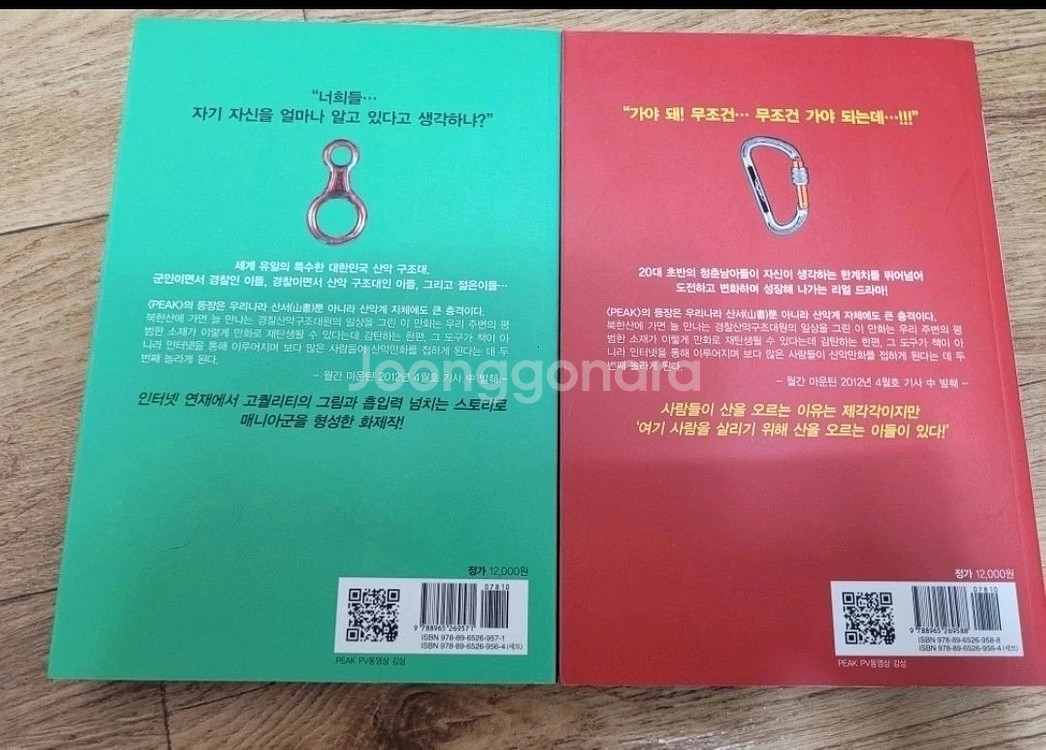 “너희들…
자기 자신을 얼마나 알고 있다고 생각하냐?”
세계 유일의 특수한 대한민국 산악 구조대.
군인이면서 경찰인 이들, 경찰이면서 산악 구조대인 이들, 그리고 젊은이들…
〈PEAK〉의 등장은 우리나라 산서(山書)뿐 아니라 산악계 자체에도 큰 충격이다.
북한산에 가면 늘 만나는 경찰산악구조대원의 일상을 그린 이 만화는 우리 주변의 평
범한 소재가 이렇게 만화로 재탄생될 수 있다는데 감탄하는 한편, 그 도구가 책이 아
니라 인터넷을 통해 이루어지며 보다 많은 사람들이 산악만화를 접하게 된다는 데 두
번째 놀라게 된다.
– 월간 마운틴 2012년 4월호 기사 中 발췌 –
인터넷 연재에서 고퀄리티의 그림과 흡입력 넘치는 스토리로
매니아군을 형성한 화제작!
정가 12,000원
07810
9 788965 269571
ISBN 978-89-6526-957-1
ISBN 978-89-6526-956-4 (세트)
PEAK PV동영상 감상
“가야 돼! 무조건… 무조건 가야 되는데…!!!”
20대 초반의 청춘남아들이 자신이 생각하는 한계치를 뛰어넘어
도전하고 변화하며 성장해 나가는 리얼 드라마!
〈PEAK〉의 등장은 우리나라 산서(山書)뿐 아니라 산악계 자체에도 큰 충격이다.
북한산에 가면 늘 만나는 경찰산악구조대원의 일상을 그린 이 만화는 우리 주변의 평
범한 소재가 이렇게 만화로 재탄생될 수 있다는데 감탄하는 한편, 그 도구가 책이 아
니라 인터넷을 통해 이루어지며 보다 많은 사람들이 산악만화를 접하게 된다는 데 두
번째 놀라게 된다.
– 월간 마운틴 2012년 4월호 기사 中 발췌 –
사람들이 산을 오르는 이유는 제각각이지만
‘여기 사람을 살리기 위해 산을 오르는 이들이 있다!’
정가 12,000원
07810
9 788965 269588
ISBN 978-89-6526-958-8
ISBN 978-89-6526-956-4 (세트)
PEAK PV동영상 감상
Joonggonara